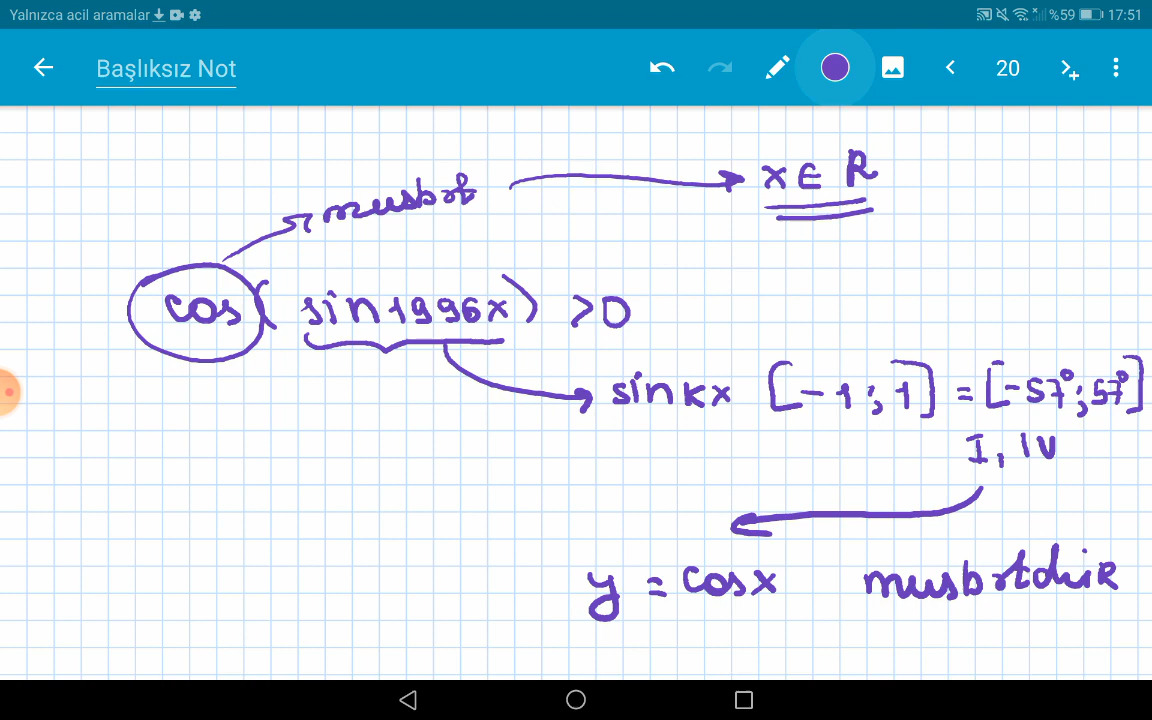 Yalnızca acil aramalar %59 17:51
Başlıksız Not 20
musbət x∈R
cos(sin1996x) >0
sinkx [-1;1] = [-57°;57°]
I, IV
y = cosx musbətdir